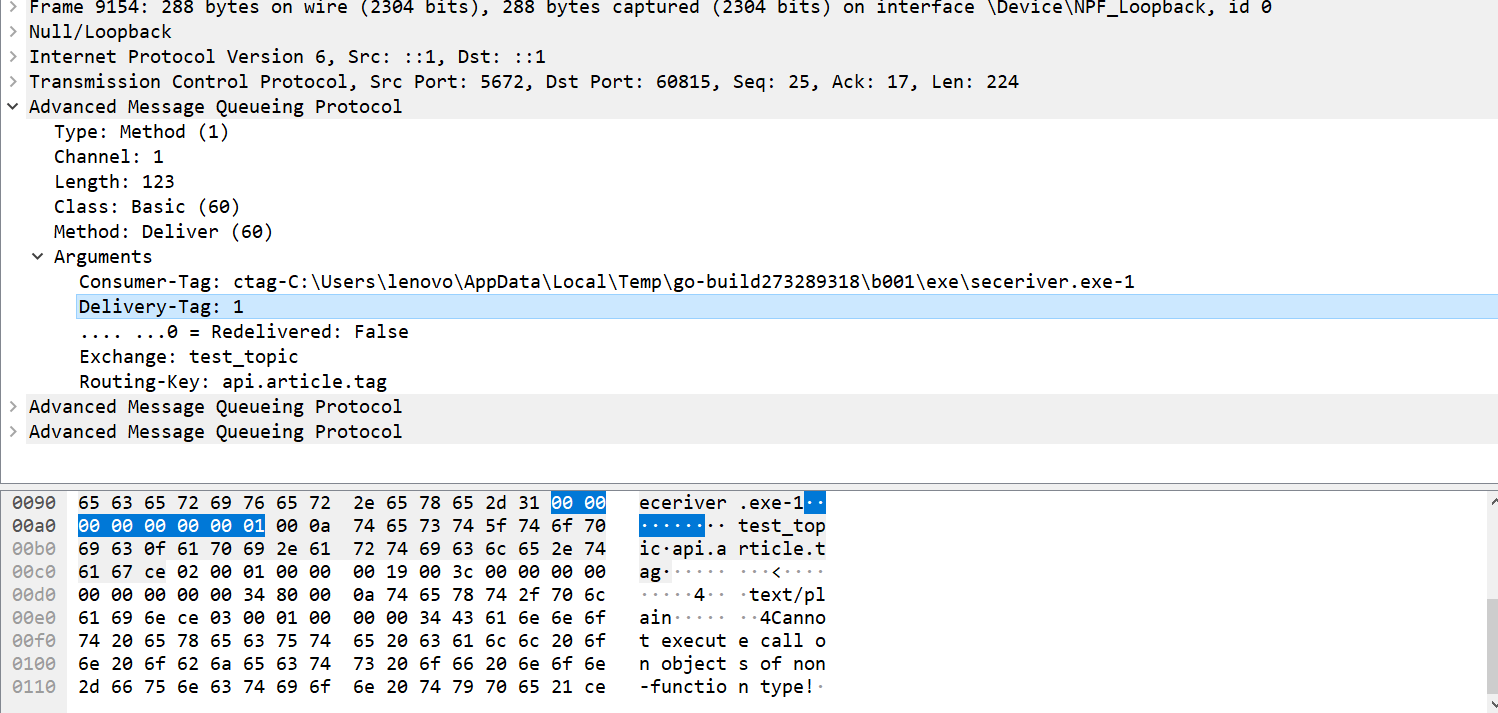 Frame 9154: 288 bytes on wire (2304 bits), 288 bytes captured (2304 bits) on interface \Device\NPF_Loopback, id 0
Null/Loopback
Internet Protocol Version 6, Src: ::1, Dst: ::1
Transmission Control Protocol, Src Port: 5672, Dst Port: 60815, Seq: 25, Ack: 17, Len: 224
Advanced Message Queueing Protocol
Type: Method (1)
Channel: 1
Length: 123
Class: Basic (60)
Method: Deliver (60)
Arguments
Consumer-Tag: ctag-C:\Users\lenovo\AppData\Local\Temp\go-build273289318\b001\exe\seceriver.exe-1
Delivery-Tag: 1
.... ...0 = Redelivered: False
Exchange: test_topic
Routing-Key: api.article.tag
Advanced Message Queueing Protocol
Advanced Message Queueing Protocol
0090 65 63 65 72 69 76 65 72 2e 65 78 65 2d 31 00 00 eceriver .exe-1··
00a0 00 00 00 00 00 01 00 0a 74 65 73 74 5f 74 6f 70 ········ test_top
00b0 69 63 0f 61 70 69 2e 61 72 74 69 63 6c 65 2e 74 ic·api.a rticle.t
00c0 61 67 ce 02 00 01 00 00 00 19 00 3c 00 00 00 00 ag······ ···<····
00d0 00 00 00 00 00 34 80 00 0a 74 65 78 74 2f 70 6c ·····4·· ·text/pl
00e0 61 69 6e ce 03 00 01 00 00 00 34 43 61 6e 6e 6f ain····· ··4Canno
00f0 74 20 65 78 65 63 75 74 65 20 63 61 6c 6c 20 6f t execut e call o
0100 6e 20 6f 62 6a 65 63 74 73 20 6f 66 20 6e 6f 6e n object s of non
0110 2d 66 75 6e 63 74 69 6f 6e 20 74 79 70 65 21 ce -functio n type!·